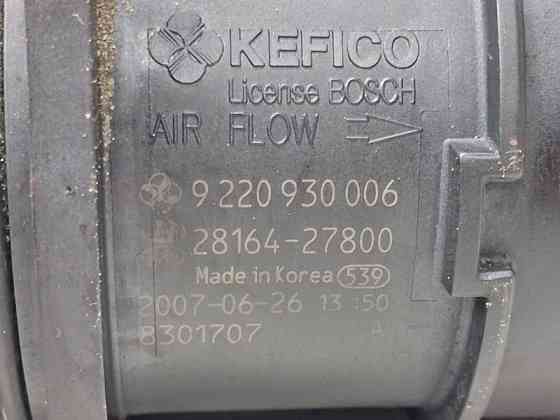 KEFICO
License BOSCH
AIR FLOW
9 220 930 006
28164-27800
Made in Korea 539
2007-06-26 13:50
8301707 A